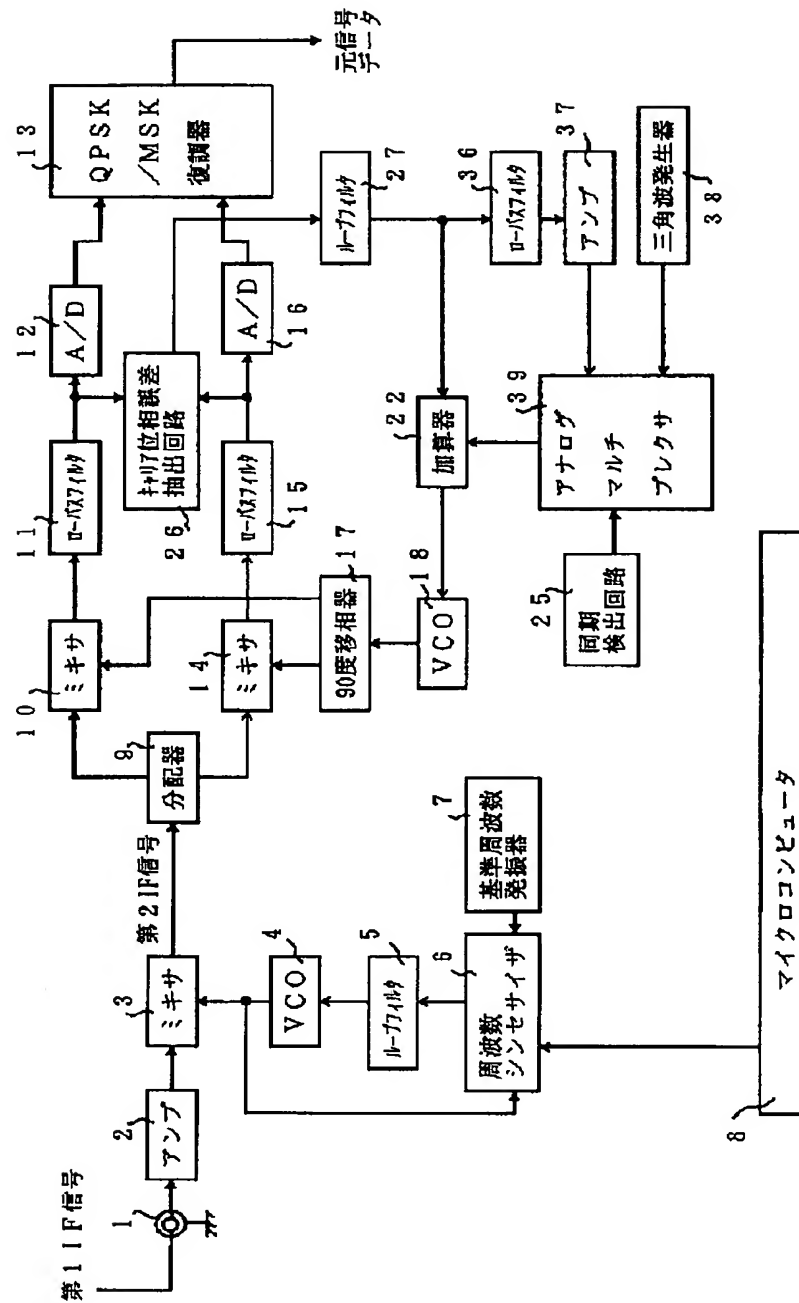 第1IF信号
1
2
アンプ
3
ミキサ
第2IF信号
4
VCO
5
ループフィルタ
6
周波数
シンセサイザ
7
基準周波数
発振器
8
マイクロコンピュータ
9
分配器
10
ミキサ
11
ローパスフィルタ
12
A/D
13
QPSK
/MSK
復調器
元信号
データ
14
ミキサ
15
ローパスフィルタ
16
A/D
キャリア位相誤差
抽出回路
26
17
90度移相器
18
VCO
22
加算器
ループフィルタ
27
36
ローパスフィルタ
アンプ
37
三角波発生器
38
39
アナログ
マルチ
プレクサ
25
同期
検出回路